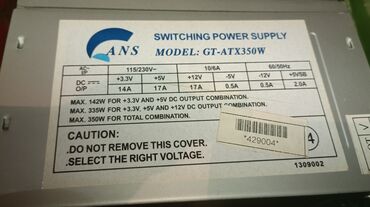 ANS
SWITCHING POWER SUPPLY
MODEL: GT-ATX350W
AC~ I/P 115/230V~ 10/6A 60/50Hz
DC O/P +3.3V +5V +12V -5V -12V +5VSB
14A 17A 17A 0.5A 0.5A 2.0A
MAX. 142W FOR +3.3V AND +5V DC OUTPUT COMBINATION.
MAX. 335W FOR +3.3V, +5V AND +12V DC OUTPUT COMBINATION.
MAX. 350W FOR TOTAL COMBINATION.
CAUTION:
.DO NOT REMOVE THIS COVER.
.SELECT THE RIGHT VOLTAGE.
*429004*
4
1309002